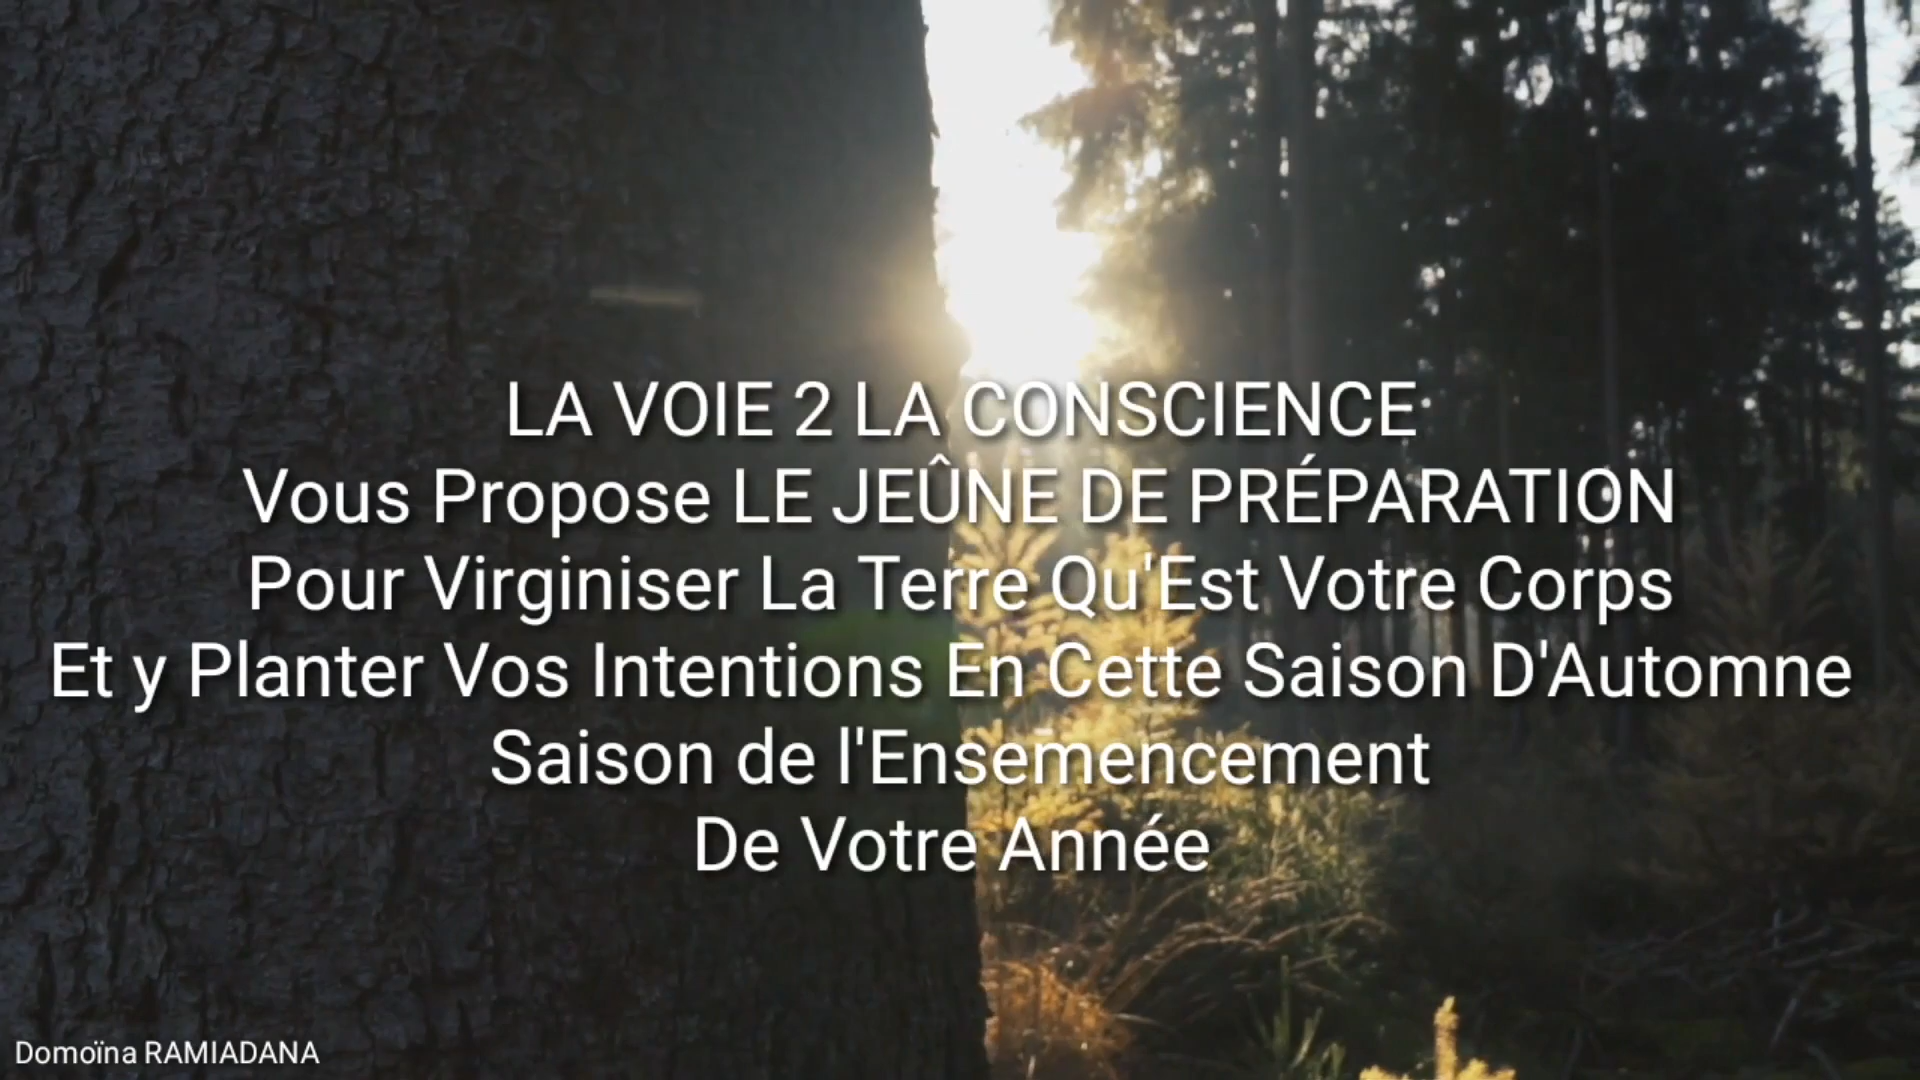 LA VOIE 2 LA CONSCIENCE
Vous Propose LE JEÛNE DE PRÉPARATION
Pour Virginiser La Terre Qu'Est Votre Corps
Et y Planter Vos Intentions En Cette Saison D'Automne
Saison de l'Ensemencement
De Votre Année
Domoïna RAMIADANA